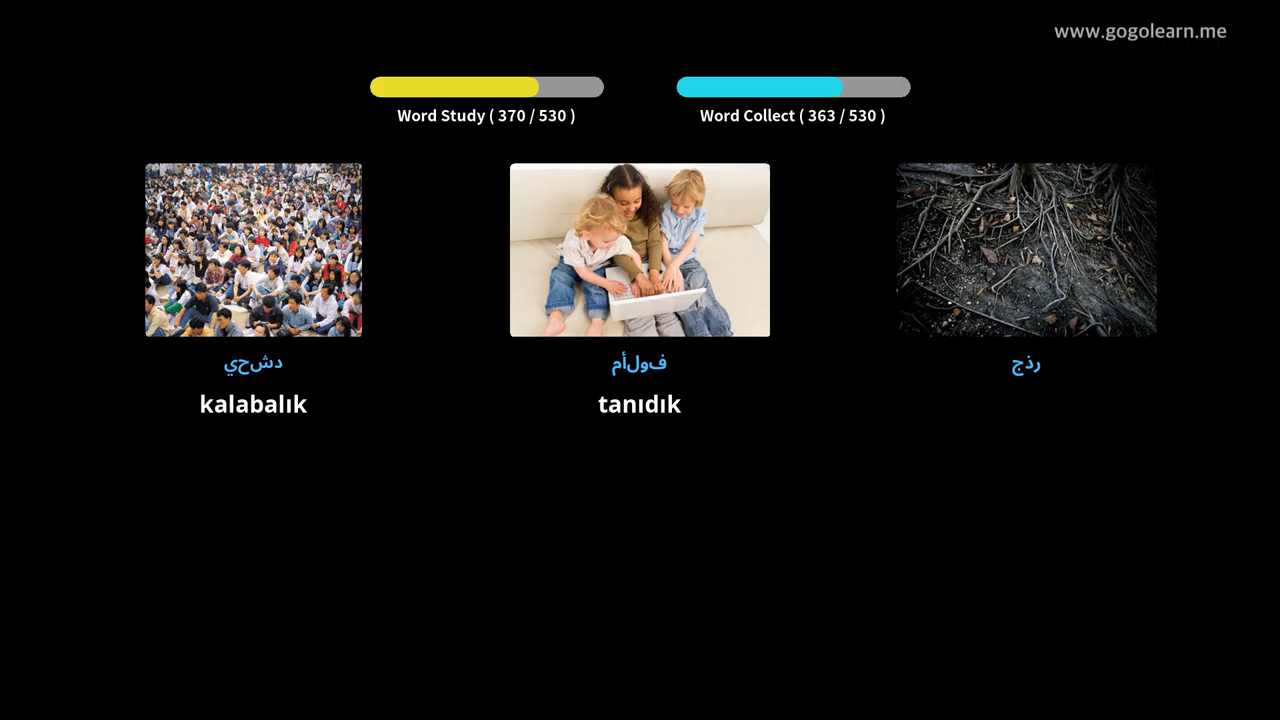 www.gogolearn.me
Word Study ( 370 / 530 )
Word Collect ( 363 / 530 )
دشحي
فولأم
رذج
kalabalık
tanıdık